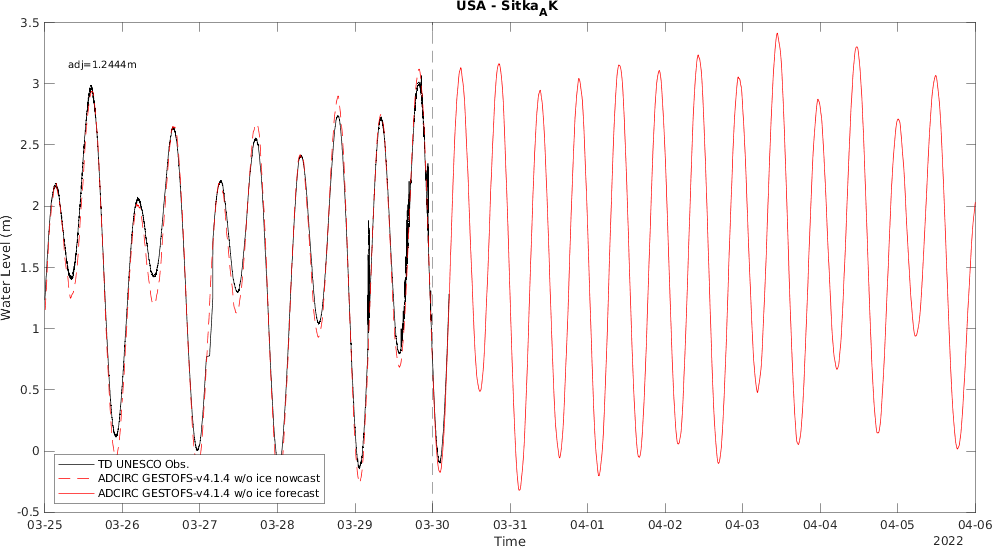 USA - Sitka_AK
adj=1.2444m
3.5
3
2.5
2
1.5
1
0.5
0
-0.5
Water Level (m)
TD UNESCO Obs.
ADCIRC GESTOFS-v4.1.4 w/o ice nowcast
ADCIRC GESTOFS-v4.1.4 w/o ice forecast
03-25 03-26 03-27 03-28 03-29 03-30 03-31 04-01 04-02 04-03 04-04 04-05 04-06
Time
2022